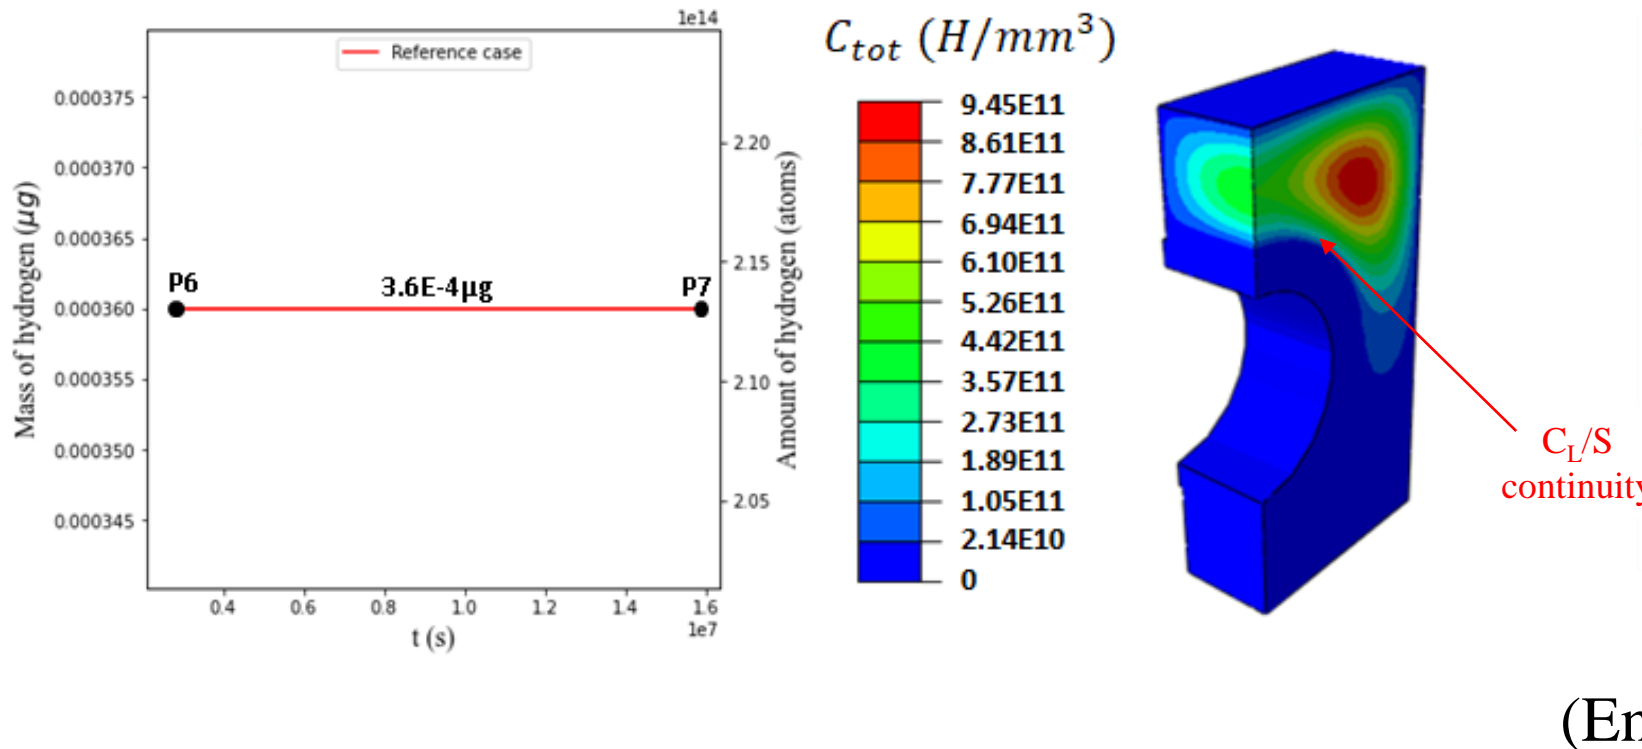 1e14
Reference case
0.000375
0.000370
0.000365
0.000360
0.000355
0.000350
0.000345
Mass of hydrogen (μg)
P6
3.6E-4μg
P7
2.20
2.15
2.10
2.05
Amount of hydrogen (atoms)
0.4 0.6 0.8 1.0 1.2 1.4 1.6
1e7
t (s)
C_tot (H/mm³)
9.45E11
8.61E11
7.77E11
6.94E11
6.10E11
5.26E11
4.42E11
3.57E11
2.73E11
1.89E11
1.05E11
2.14E10
0
C_L/S
continuity
(En